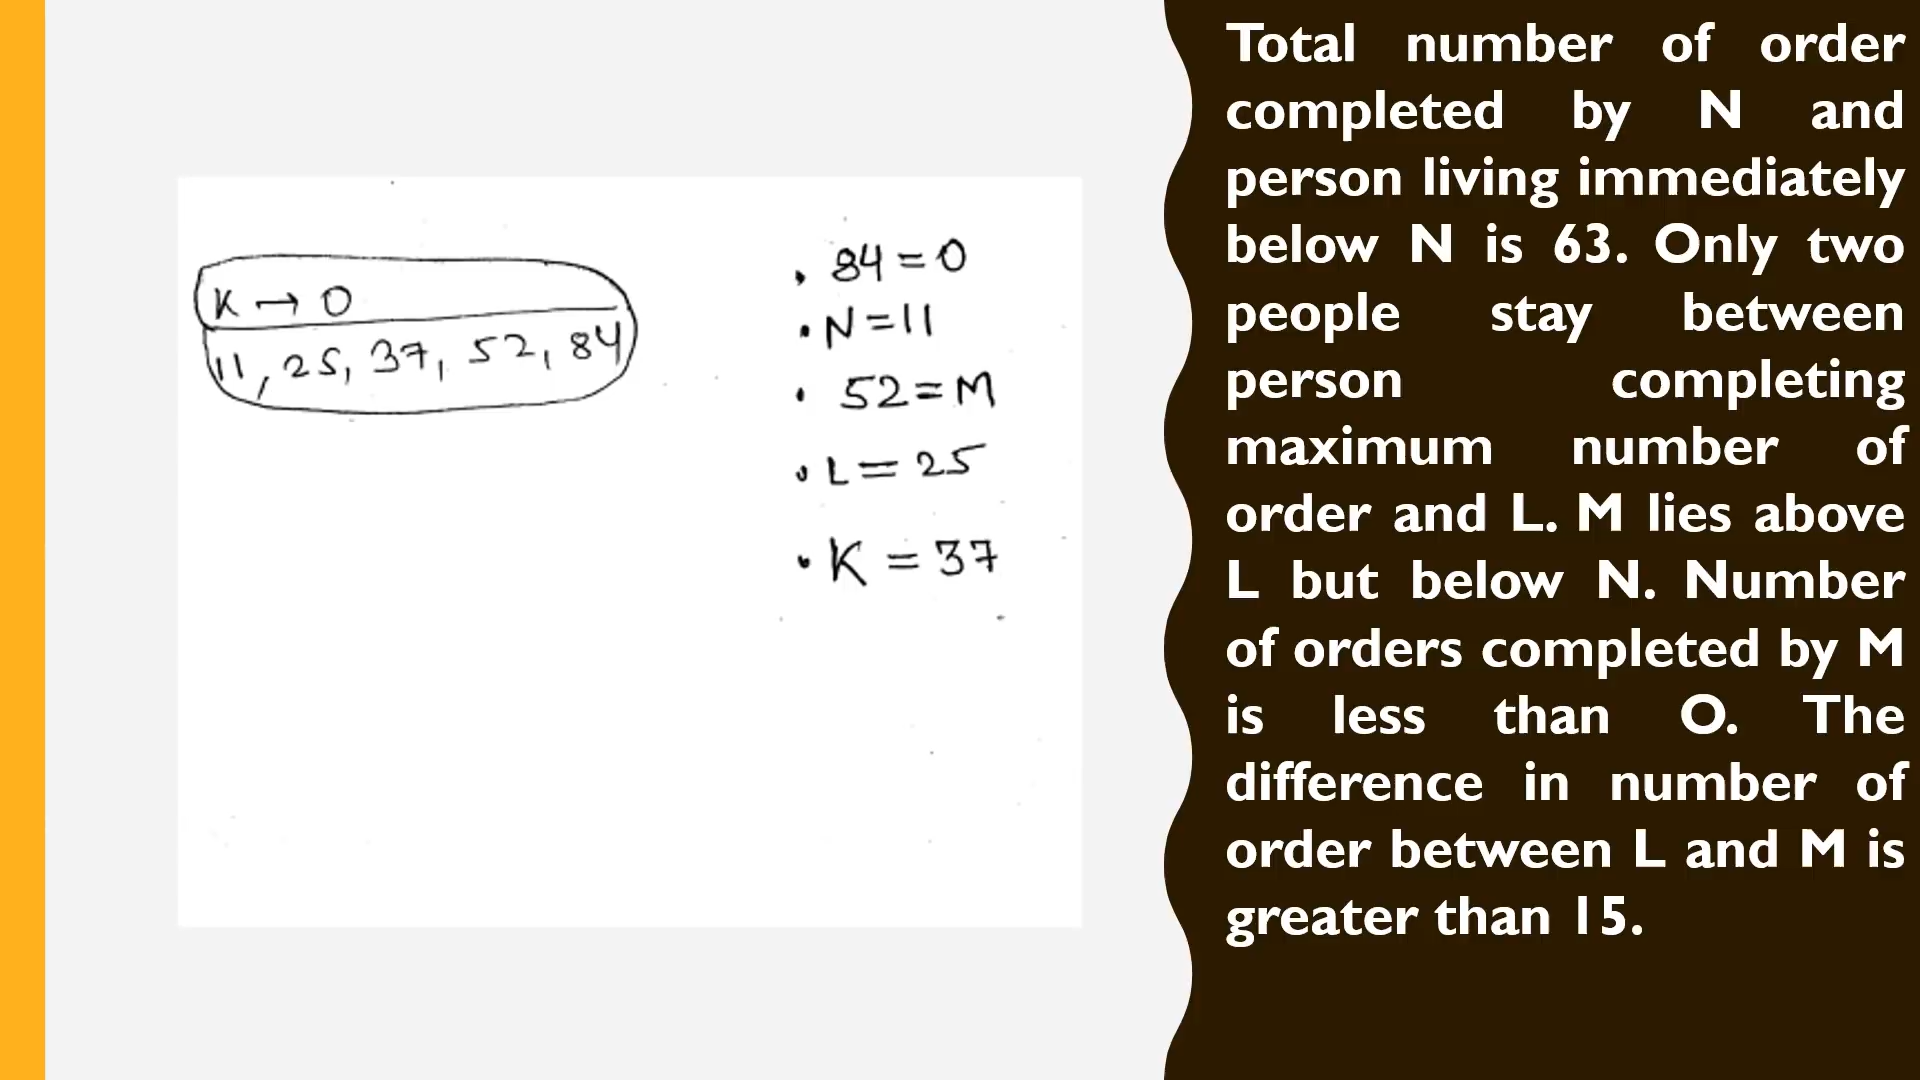 K → O
11, 25, 37, 52, 84
• 84 = O
• N = 11
• 52 = M
• L = 25
• K = 37
Total number of order
completed by N and
person living immediately
below N is 63. Only two
people stay between
person completing
maximum number of
order and L. M lies above
L but below N. Number
of orders completed by M
is less than O. The
difference in number of
order between L and M is
greater than 15.